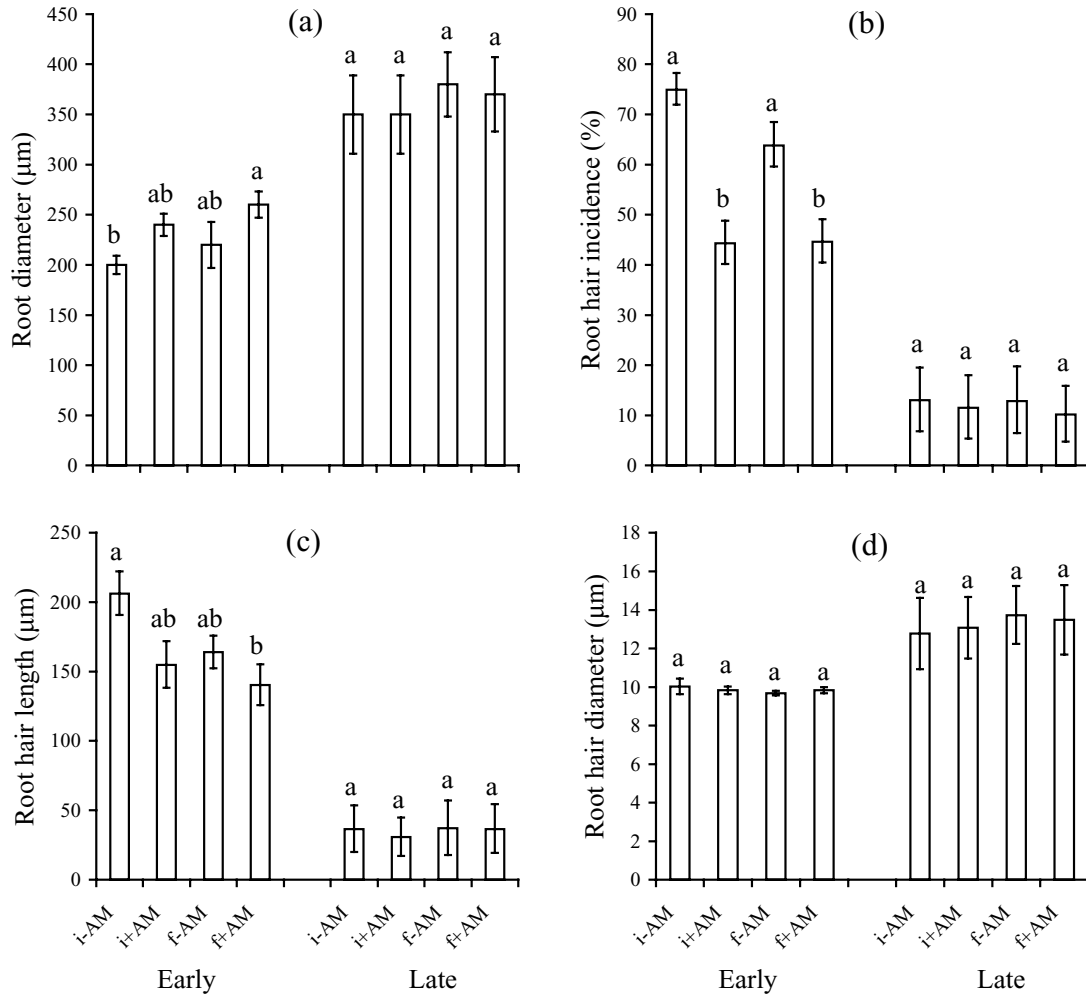 (a)
Root diameter (µm)
450
400
350
300
250
200
150
100
50
0
b
ab
ab
a
a
a
a
a
(b)
Root hair incidence (%)
90
80
70
60
50
40
30
20
10
0
a
b
a
b
a
a
a
a
(c)
Root hair length (µm)
250
200
150
100
50
0
a
ab
ab
b
a
a
a
a
i-AM
i+AM
f-AM
f+AM
i-AM
i+AM
f-AM
f+AM
Early
Late
(d)
Root hair diameter (µm)
18
16
14
12
10
8
6
4
2
0
a
a
a
a
a
a
a
a
i-AM
i+AM
f-AM
f+AM
i-AM
i+AM
f-AM
f+AM
Early
Late